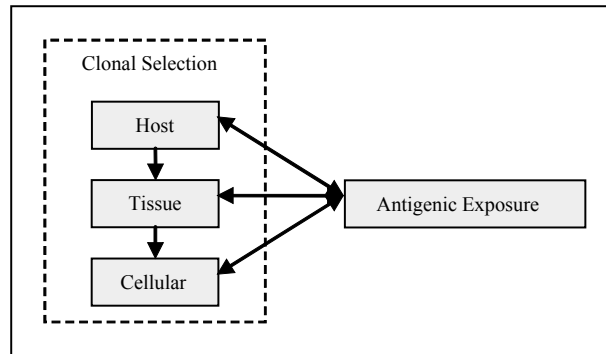 Clonal Selection
Host
Tissue
Antigenic Exposure
Cellular